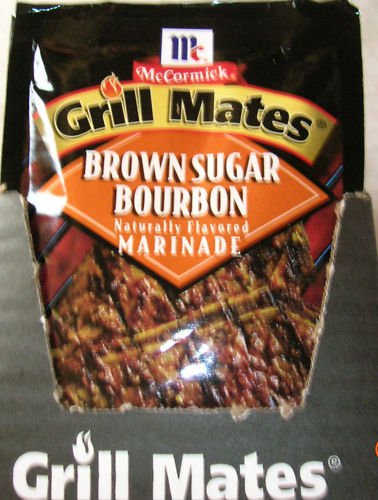 Mc
McCormick®
Grill Mates®
BROWN SUGAR
BOURBON
Naturally Flavored
MARINADE
Grill Mates®